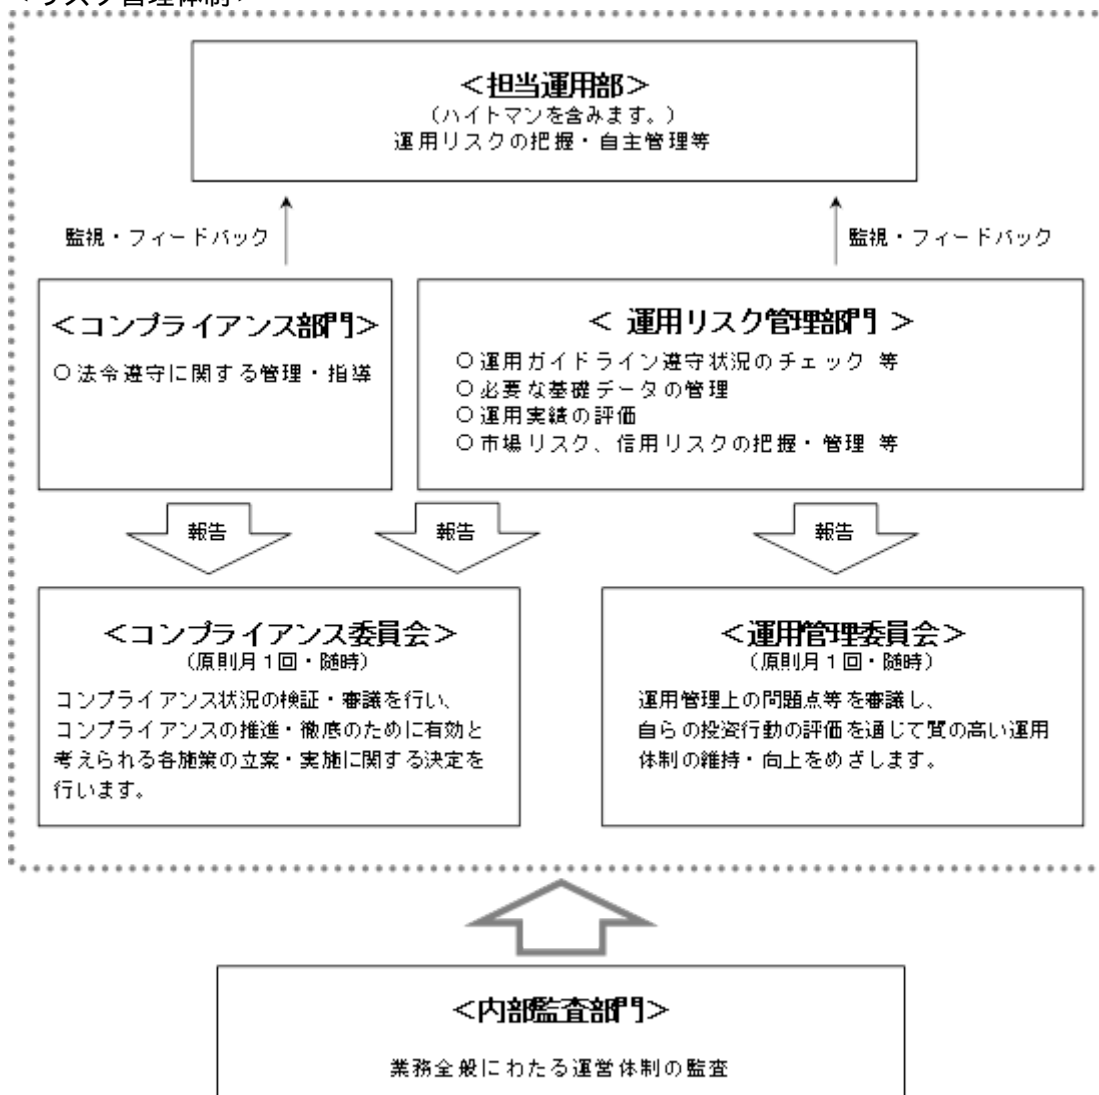 <リスク管理体制>
<担当運用部>
(ハイトマンを含みます。)
運用リスクの把握・自主管理等
監視・フィードバック
監視・フィードバック
<コンプライアンス部門>
○法令遵守に関する管理・指導
< 運用リスク管理部門 >
○運用ガイドライン遵守状況のチェック 等
○必要な基礎データの管理
○運用実績の評価
○市場リスク、信用リスクの把握・管理 等
報告
報告
報告
<コンプライアンス委員会>
(原則月1回・随時)
コンプライアンス状況の検証・審議を行い、
コンプライアンスの推進・徹底のために有効と
考えられる各施策の立案・実施に関する決定を
行います。
<運用管理委員会>
(原則月1回・随時)
運用管理上の問題点等を審議し、
自らの投資行動の評価を通じて質の高い運用
体制の維持・向上をめざします。
<内部監査部門>
業務全般にわたる運営体制の監査